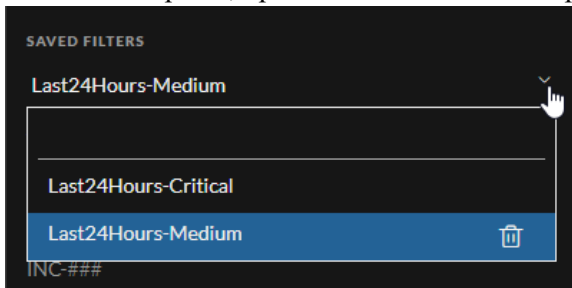 SAVED FILTERS
Last24Hours-Medium
Last24Hours-Critical
Last24Hours-Medium
INC-###